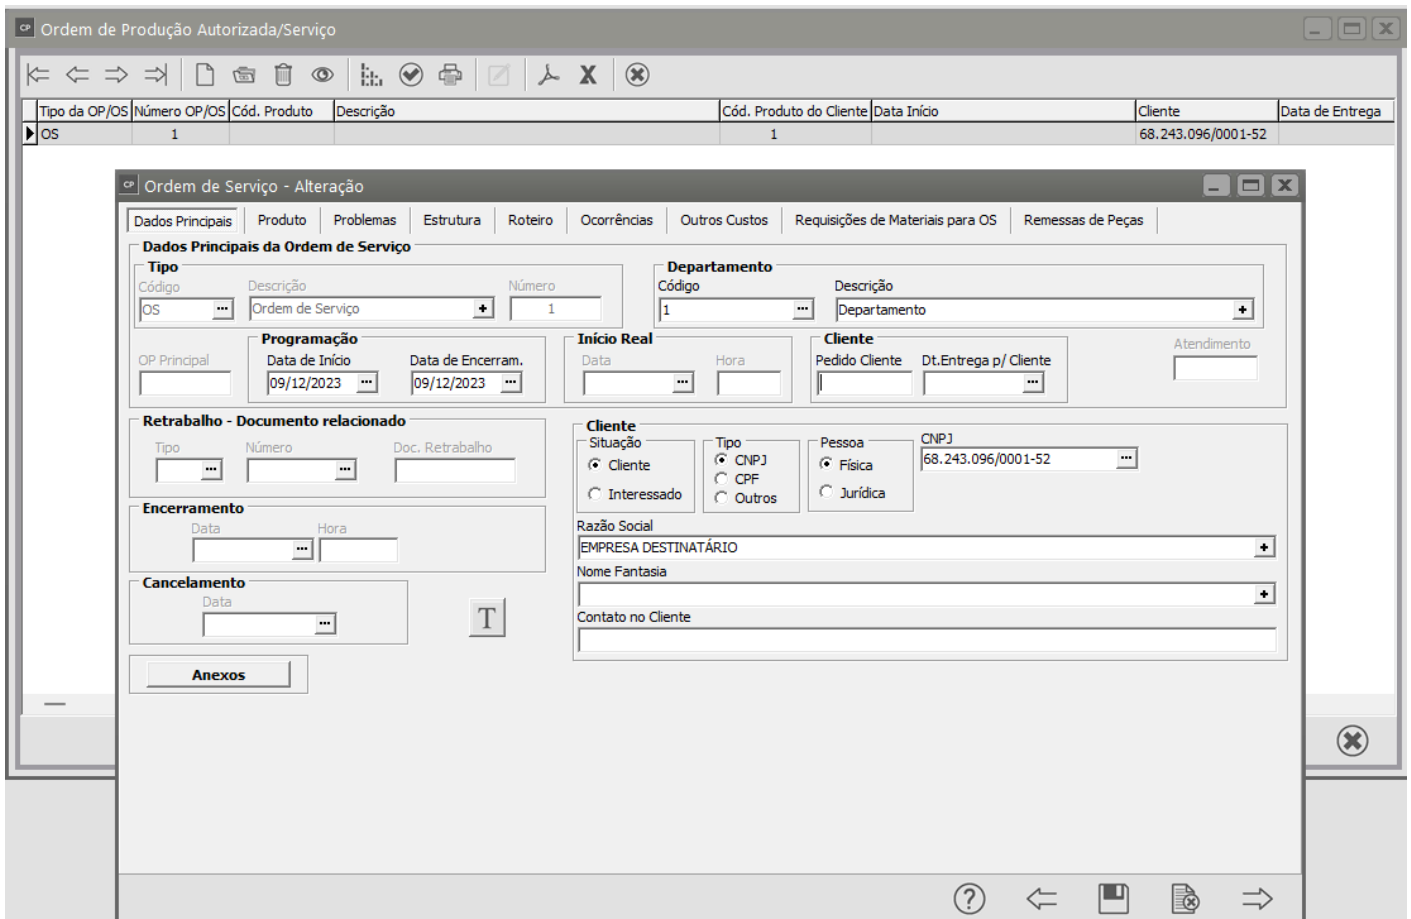 CP Ordem de Produção Autorizada/Serviço
X
Tipo da OP/OS Número OP/OS Cód. Produto Descrição Cód. Produto do Cliente Data Início Cliente Data de Entrega
OS 1 1 68.243.096/0001-52
CP Ordem de Serviço - Alteração
Dados Principais Produto Problemas Estrutura Roteiro Ocorrências Outros Custos Requisições de Materiais para OS Remessas de Peças
Dados Principais da Ordem de Serviço
Tipo Departamento
Código Descrição Número Código Descrição
OS ... Ordem de Serviço + 1 1 ... Departamento +
Programação Início Real Cliente
OP Principal Data de Início Data de Encerram. Data Hora Pedido Cliente Dt.Entrega p/ Cliente Atendimento
09/12/2023 ... 09/12/2023 ... ... ...
Retrabalho - Documento relacionado
Tipo Número Doc. Retrabalho
... ...
Cliente
Situação Tipo Pessoa CNPJ
Cliente CNPJ Física 68.243.096/0001-52 ...
CPF
Interessado Outros Jurídica
Encerramento
Data Hora
...
Razão Social
EMPRESA DESTINATÁRIO +
Nome Fantasia
+
Contato no Cliente
Cancelamento
Data
...
T
Anexos
?